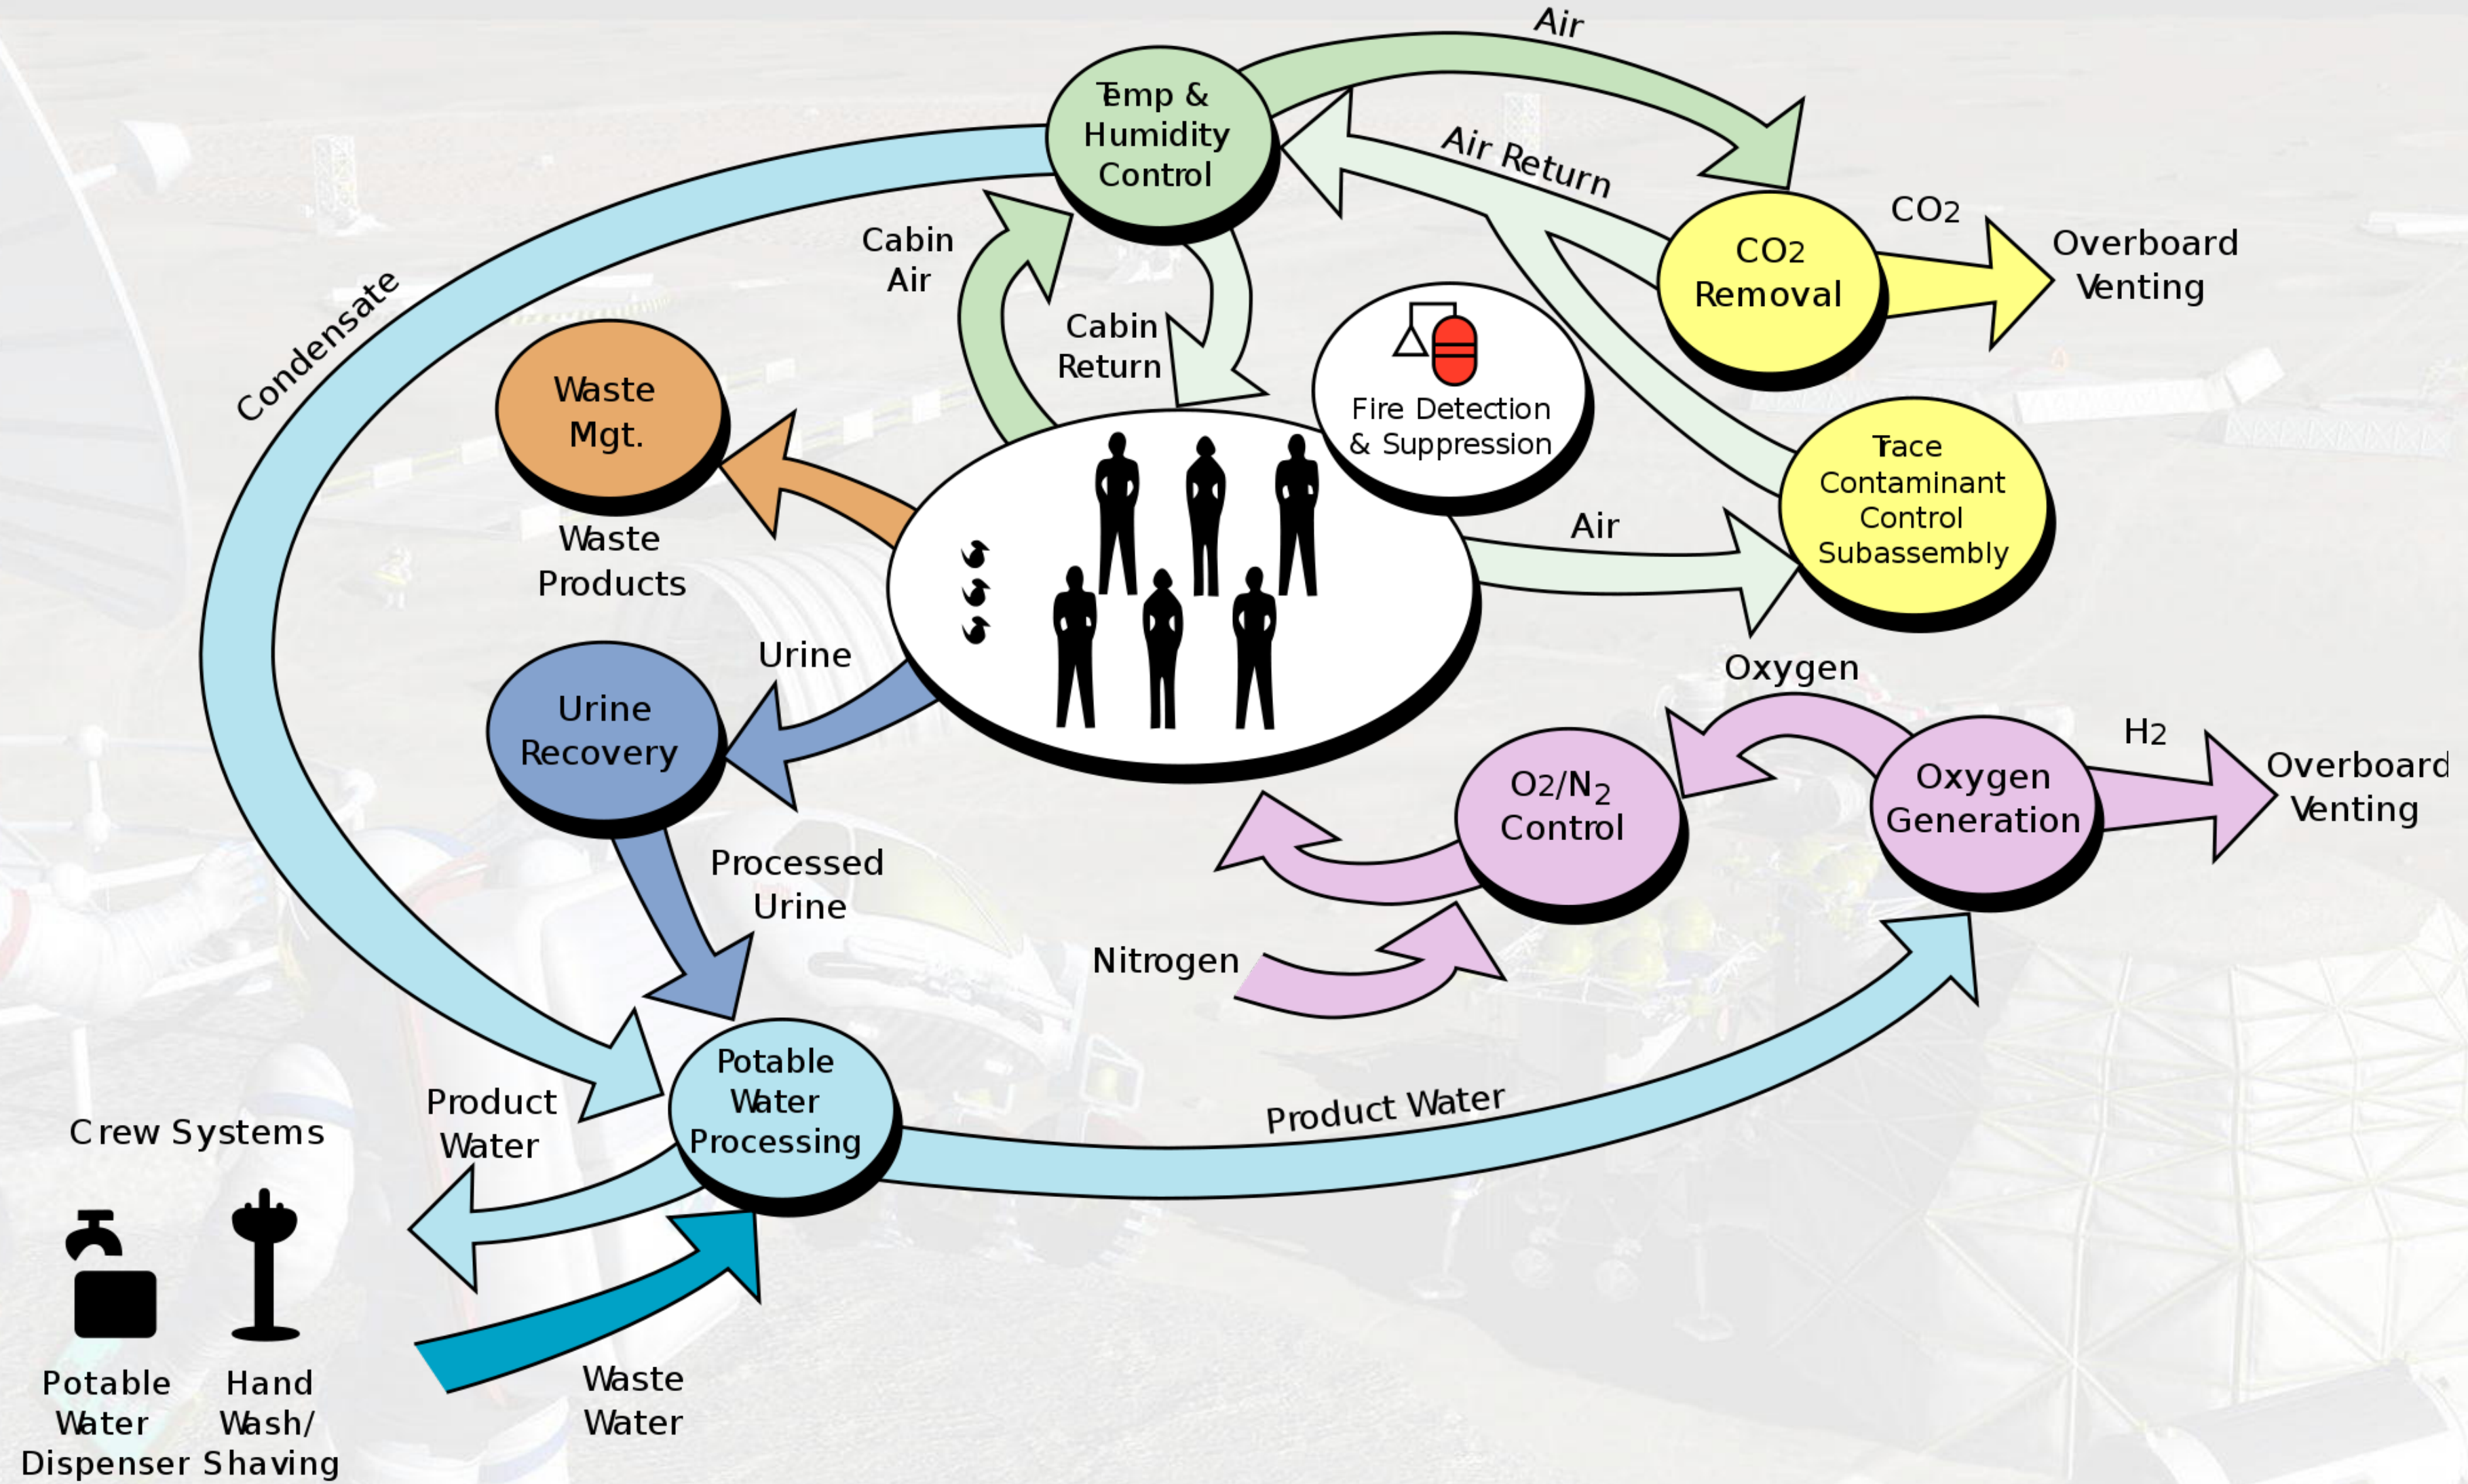 Air
Temp &
Humidity
Control
Air Return
CO2
Overboard
Venting
CO2
Removal
Cabin
Air
Cabin
Return
Condensate
Waste
Mgt.
Waste
Products
Fire Detection
& Suppression
Trace
Contaminant
Control
Subassembly
Air
Urine
Urine
Recovery
Oxygen
H2
Overboard
Venting
O2/N2
Control
Oxygen
Generation
Processed
Urine
Nitrogen
Potable
Water
Processing
Product
Water
Product Water
Crew Systems
Waste
Water
Potable
Water
Dispenser
Hand
Wash/
Shaving